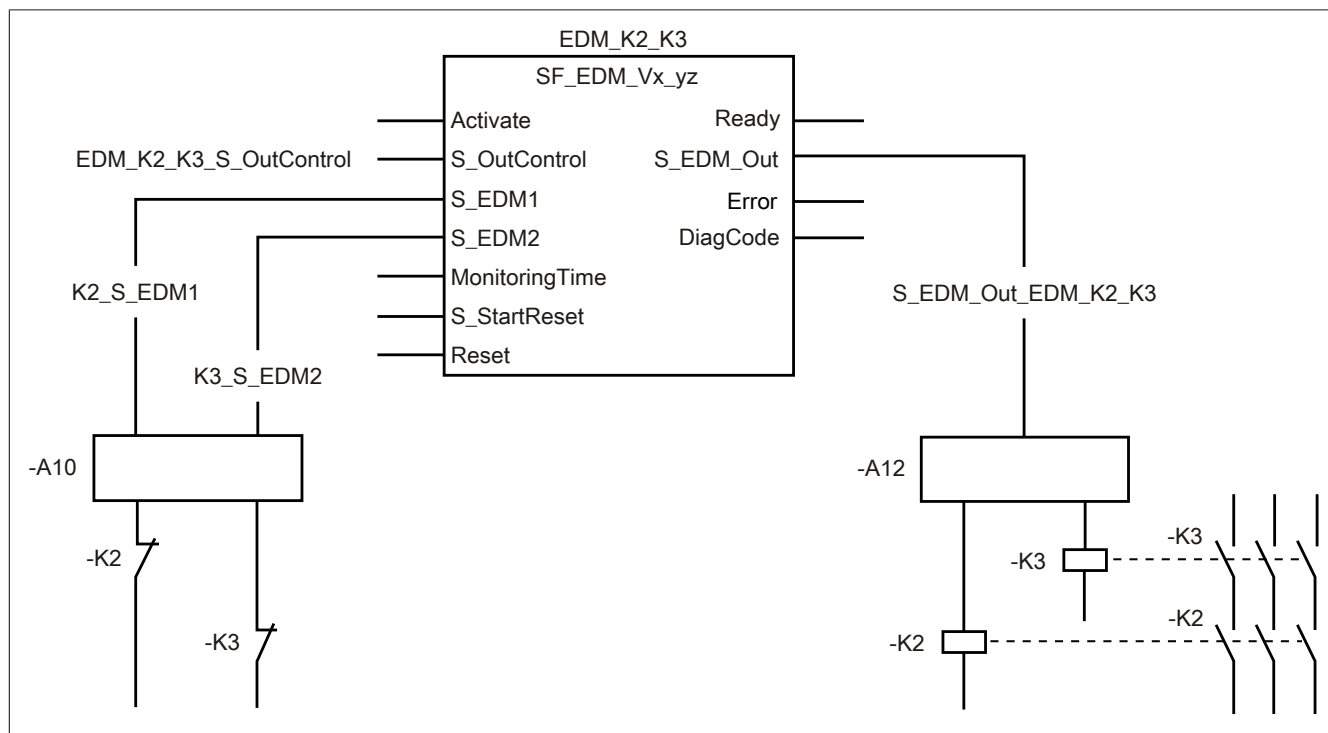 EDM_K2_K3
SF_EDM_Vx_yz
Activate
Ready
EDM_K2_K3_S_OutControl
S_OutControl
S_EDM_Out
S_EDM1
Error
S_EDM2
DiagCode
MonitoringTime
K2_S_EDM1
S_EDM_Out_EDM_K2_K3
S_StartReset
Reset
K3_S_EDM2
-A10
-A12
-K2
-K3
-K3
-K3
-K2
-K2